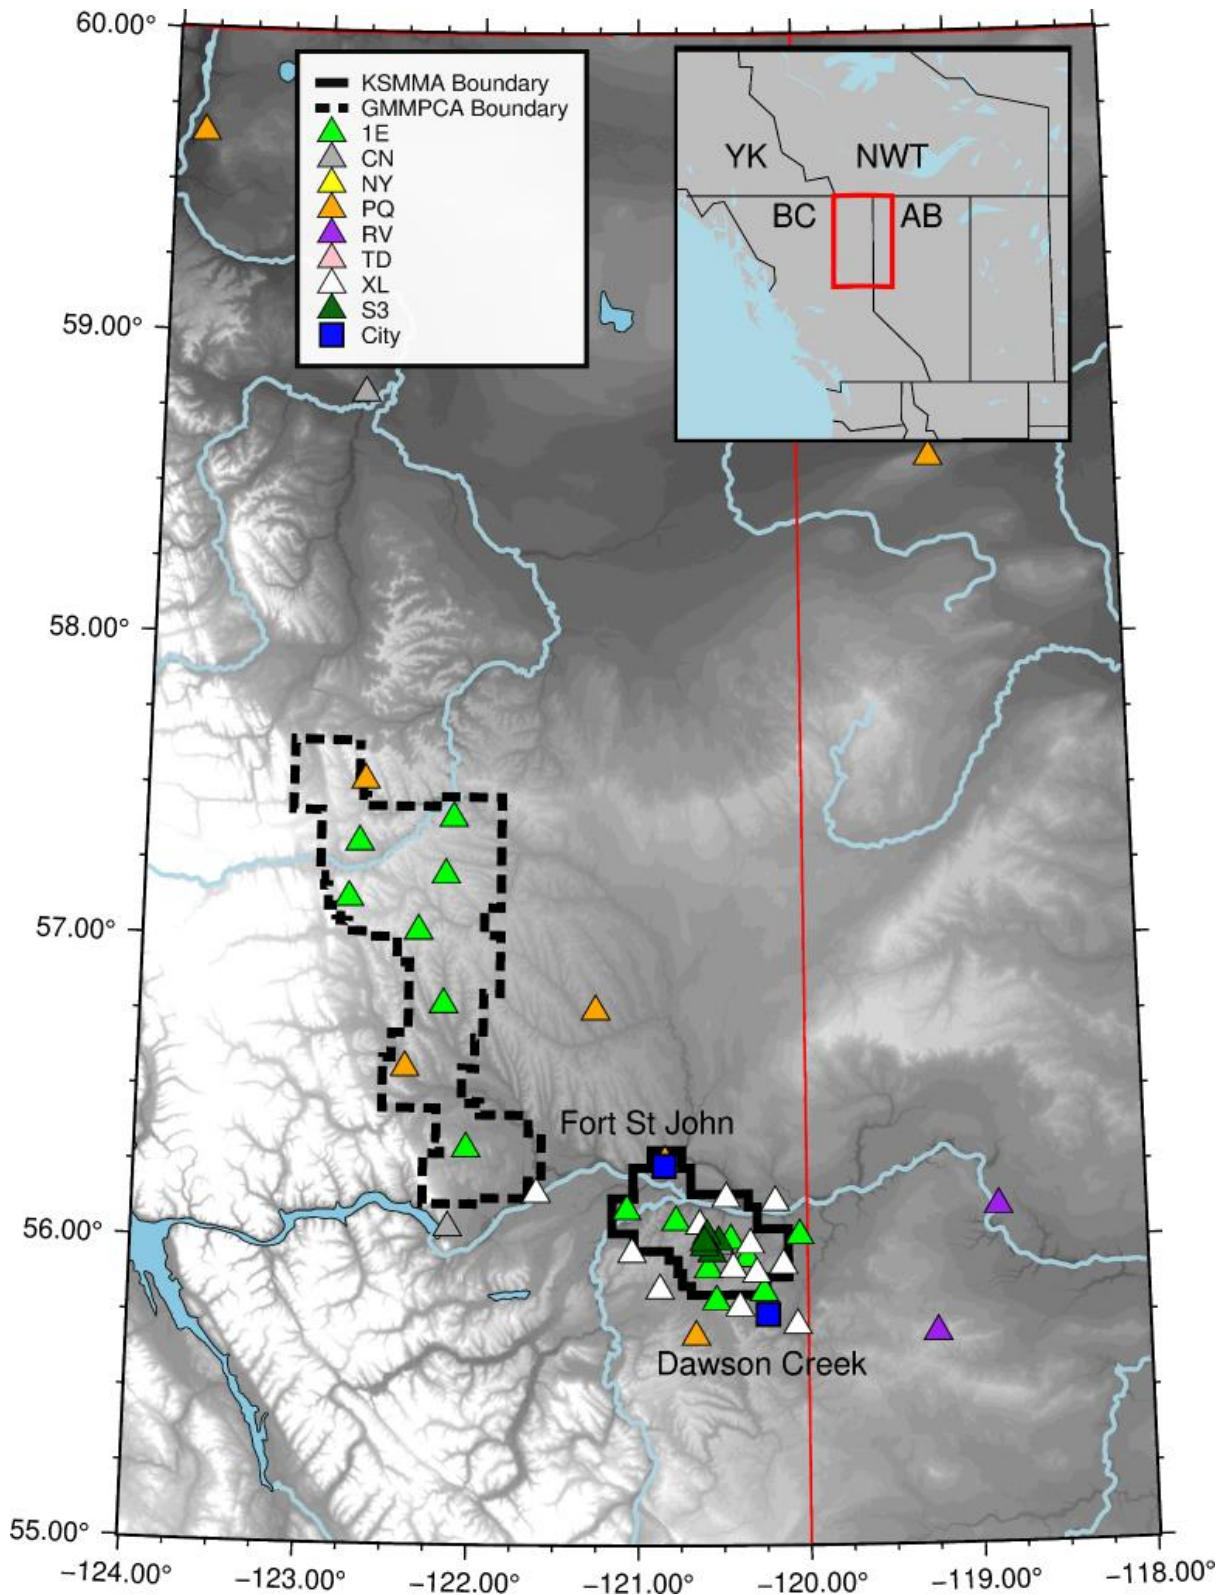 60.00°
KSMMA Boundary
GMMPCA Boundary
1E
CN
NY
PQ
RV
TD
XL
S3
City
YK
NWT
BC
AB
59.00°
58.00°
57.00°
Fort St John
56.00°
Dawson Creek
55.00°
−124.00°
−123.00°
−122.00°
−121.00°
−120.00°
−119.00°
−118.00°